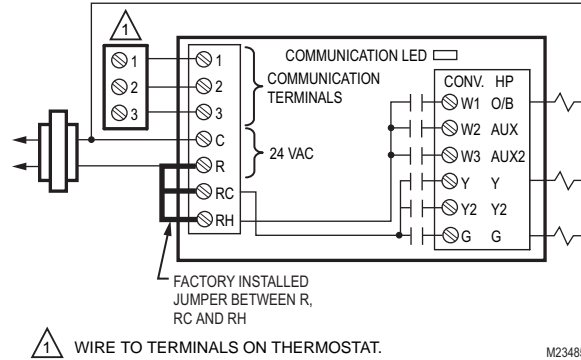 1
COMMUNICATION LED
1 1
2 2
3 3
COMMUNICATION
TERMINALS
C
R
24 VAC
RC
RH
CONV. HP
W1 O/B
W2 AUX
W3 AUX2
Y Y
Y2 Y2
G G
FACTORY INSTALLED
JUMPER BETWEEN R,
RC AND RH
1 WIRE TO TERMINALS ON THERMOSTAT.